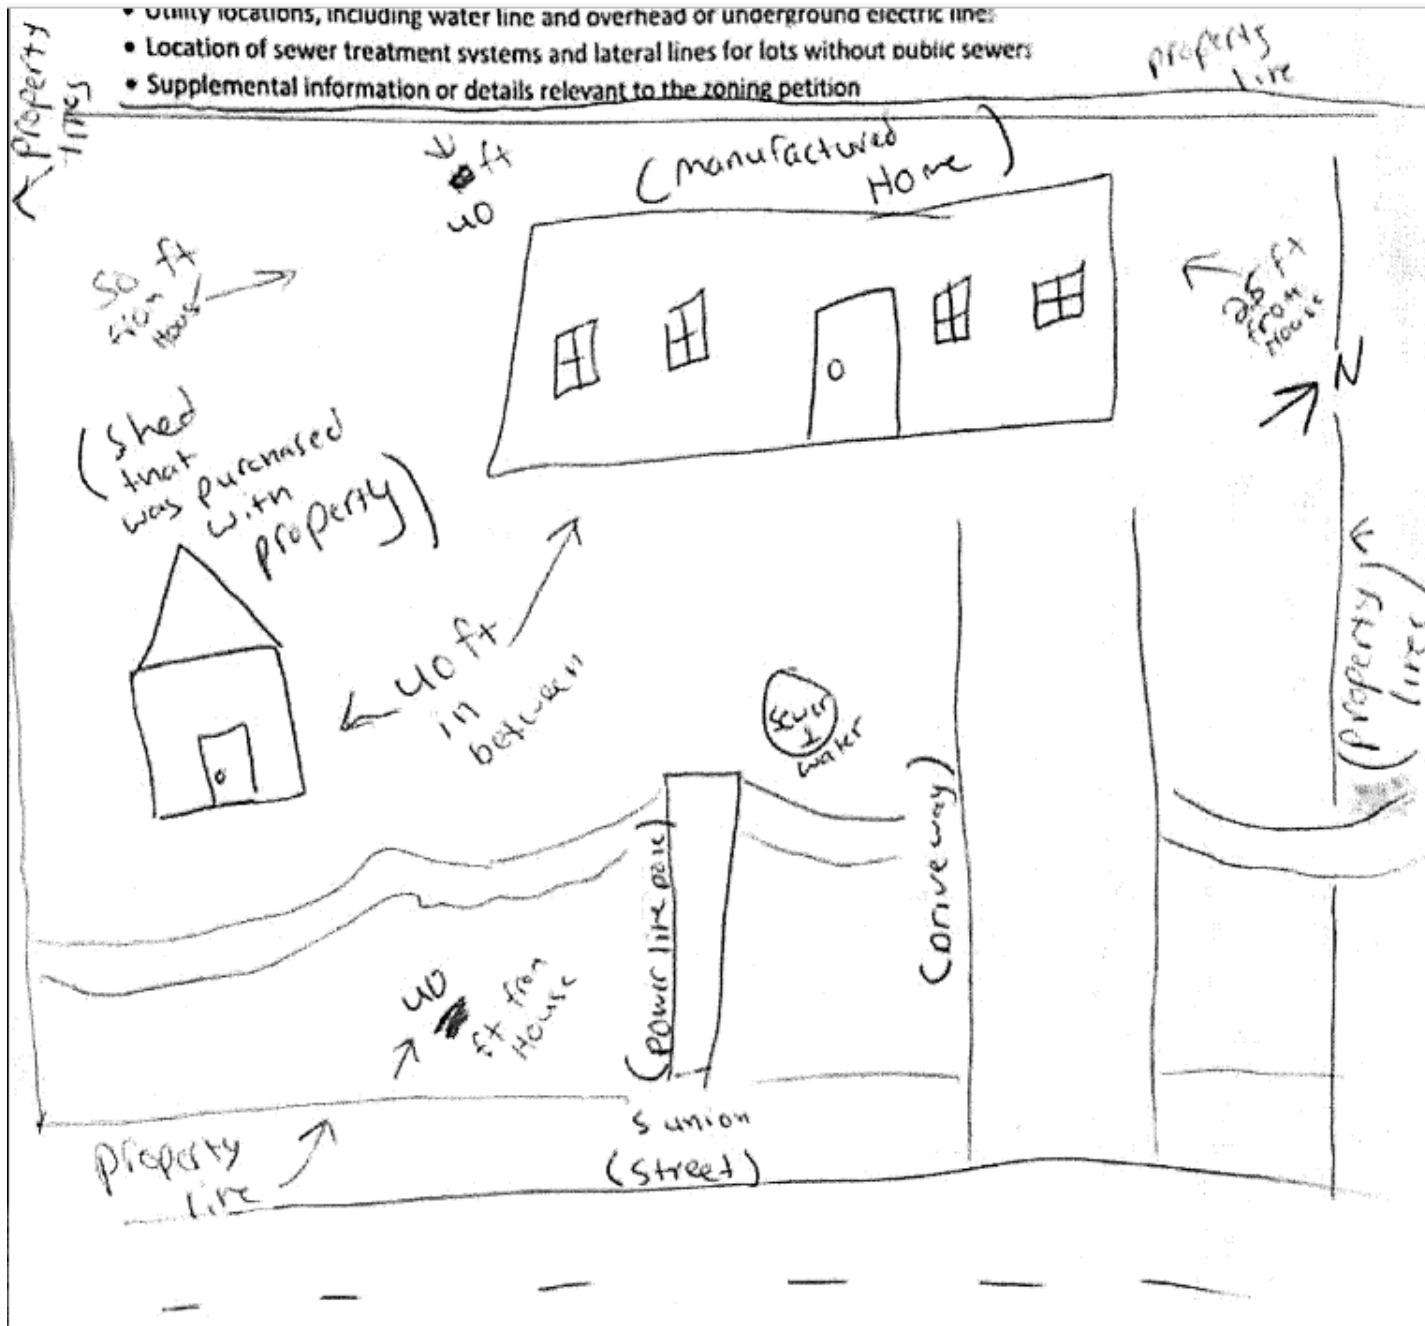 • Utility locations, including water line and overhead or underground electric lines
• Location of sewer treatment systems and lateral lines for lots without public sewers
• Supplemental information or details relevant to the zoning petition
property
line
property
lines
ft
40
(manufactured
Home)
50 ft
from
House
25 ft
from
House
N
(shed
that
was purchased
with
property)
40 ft
in
between
sewer
+
water
(property
lines)
(power line pole)
(Driveway)
40
ft from
House
property
line
S union
(street)